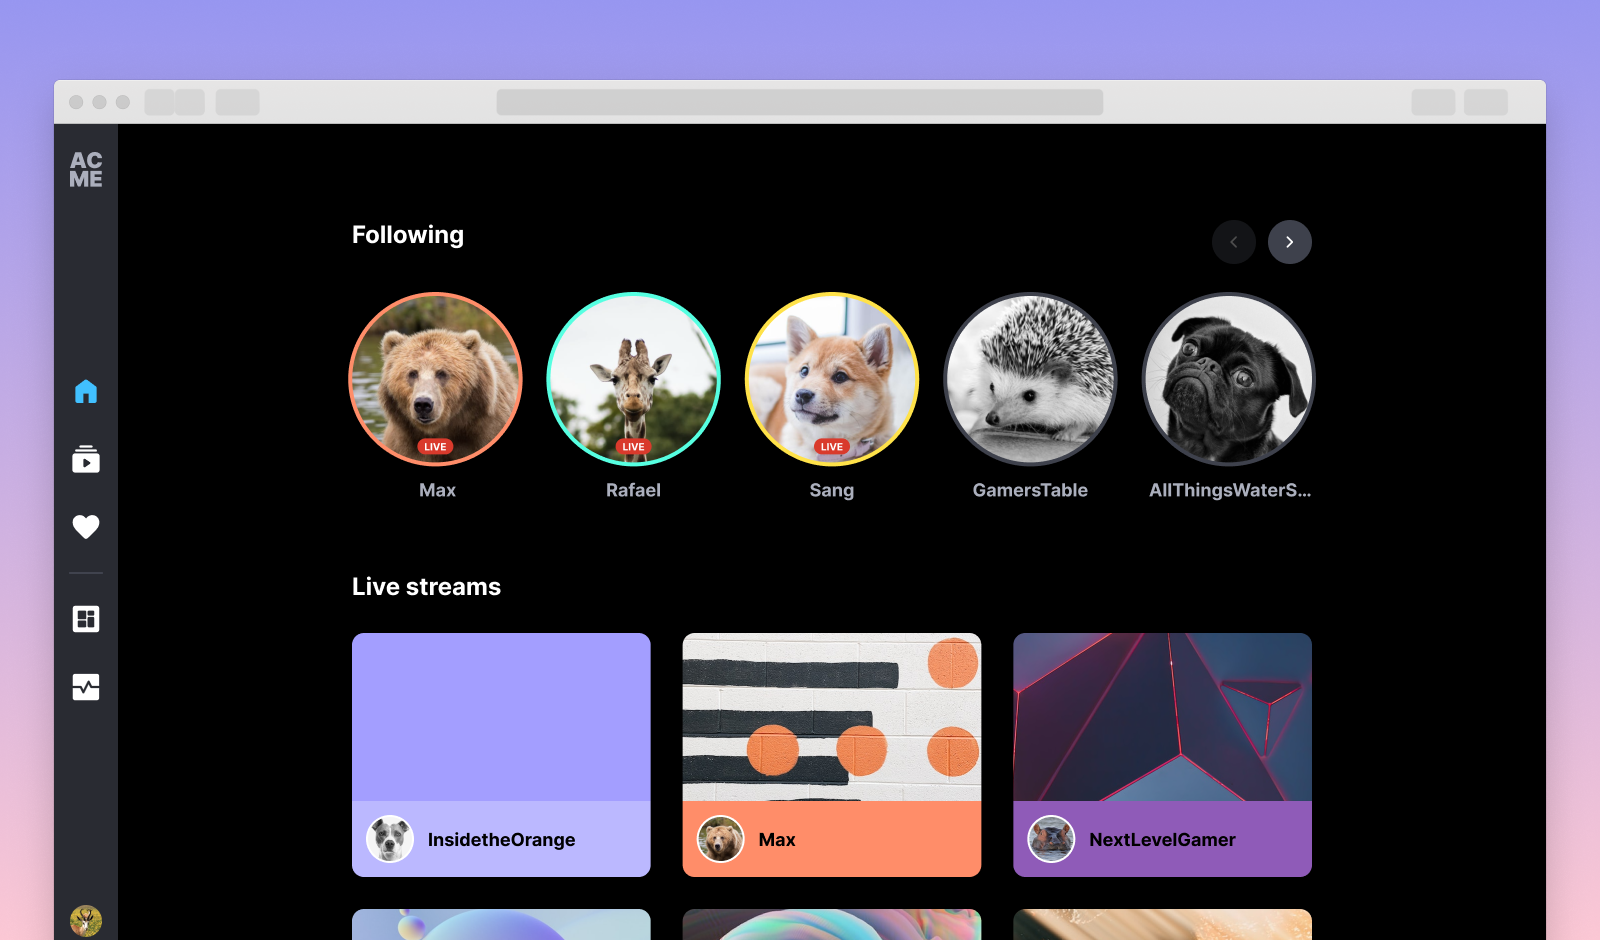 AC
ME
Following
LIVE
LIVE
LIVE
Max
Rafael
Sang
GamersTable
AllThingsWaterS...
Live streams
InsidetheOrange
Max
NextLevelGamer